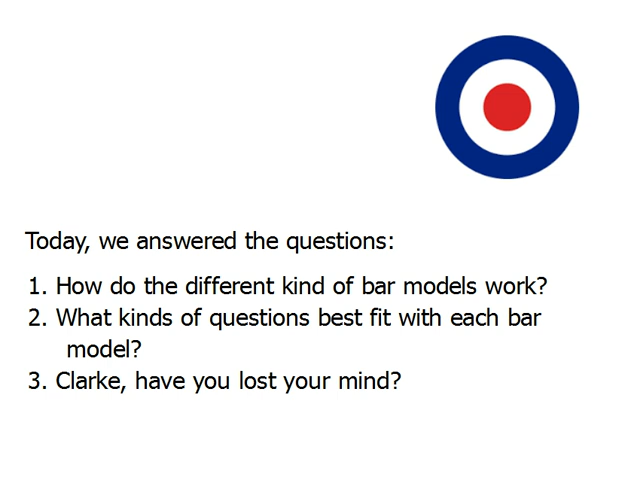 Today, we answered the questions:
1. How do the different kind of bar models work?
2. What kinds of questions best fit with each bar
model?
3. Clarke, have you lost your mind?